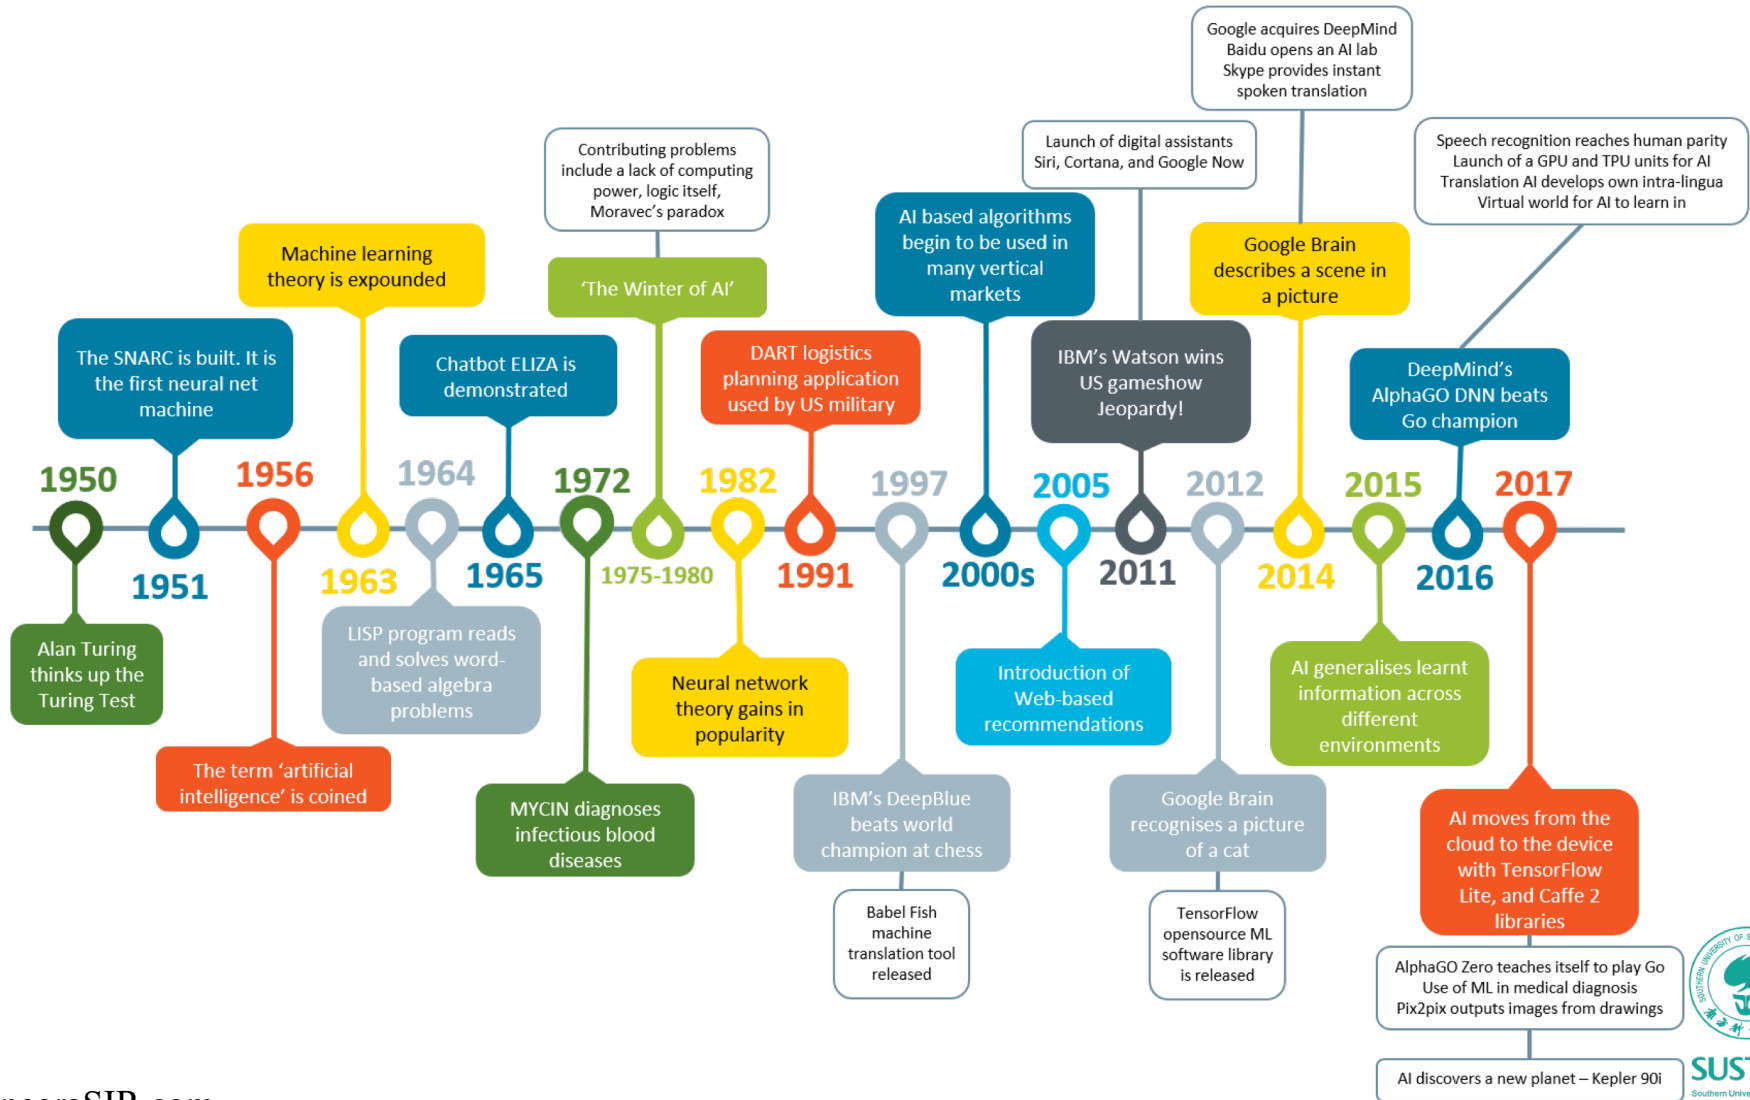 Google acquires DeepMind
Baidu opens an AI lab
Skype provides instant
spoken translation
Contributing problems
include a lack of computing
power, logic itself,
Moravec's paradox
Launch of digital assistants
Siri, Cortana, and Google Now
Speech recognition reaches human parity
Launch of a GPU and TPU units for AI
Translation AI develops own intra-lingua
Virtual world for AI to learn in
Machine learning
theory is expounded
'The Winter of AI'
AI based algorithms
begin to be used in
many vertical
markets
Google Brain
describes a scene in
a picture
The SNARC is built. It is
the first neural net
machine
Chatbot ELIZA is
demonstrated
DART logistics
planning application
used by US military
IBM's Watson wins
US gameshow
Jeopardy!
DeepMind's
AlphaGO DNN beats
Go champion
1950
1956
1964
1972
1982
1997
2005
2012
2015
2017
1951
1963
1965
1975-1980
1991
2000s
2011
2014
2016
Alan Turing
thinks up the
Turing Test
LISP program reads
and solves word-
based algebra
problems
Neural network
theory gains in
popularity
Introduction of
Web-based
recommendations
AI generalises learnt
information across
different
environments
The term 'artificial
intelligence' is coined
MYCIN diagnoses
infectious blood
diseases
IBM's DeepBlue
beats world
champion at chess
Google Brain
recognises a picture
of a cat
AI moves from the
cloud to the device
with TensorFlow
Lite, and Caffe 2
libraries
Babel Fish
machine
translation tool
released
TensorFlow
opensource ML
software library
is released
AlphaGO Zero teaches itself to play Go
Use of ML in medical diagnosis
Pix2pix outputs images from drawings
AI discovers a new planet – Kepler 90i
SOUTHERN UNIVERSITY OF S
SUST
Southern Unive